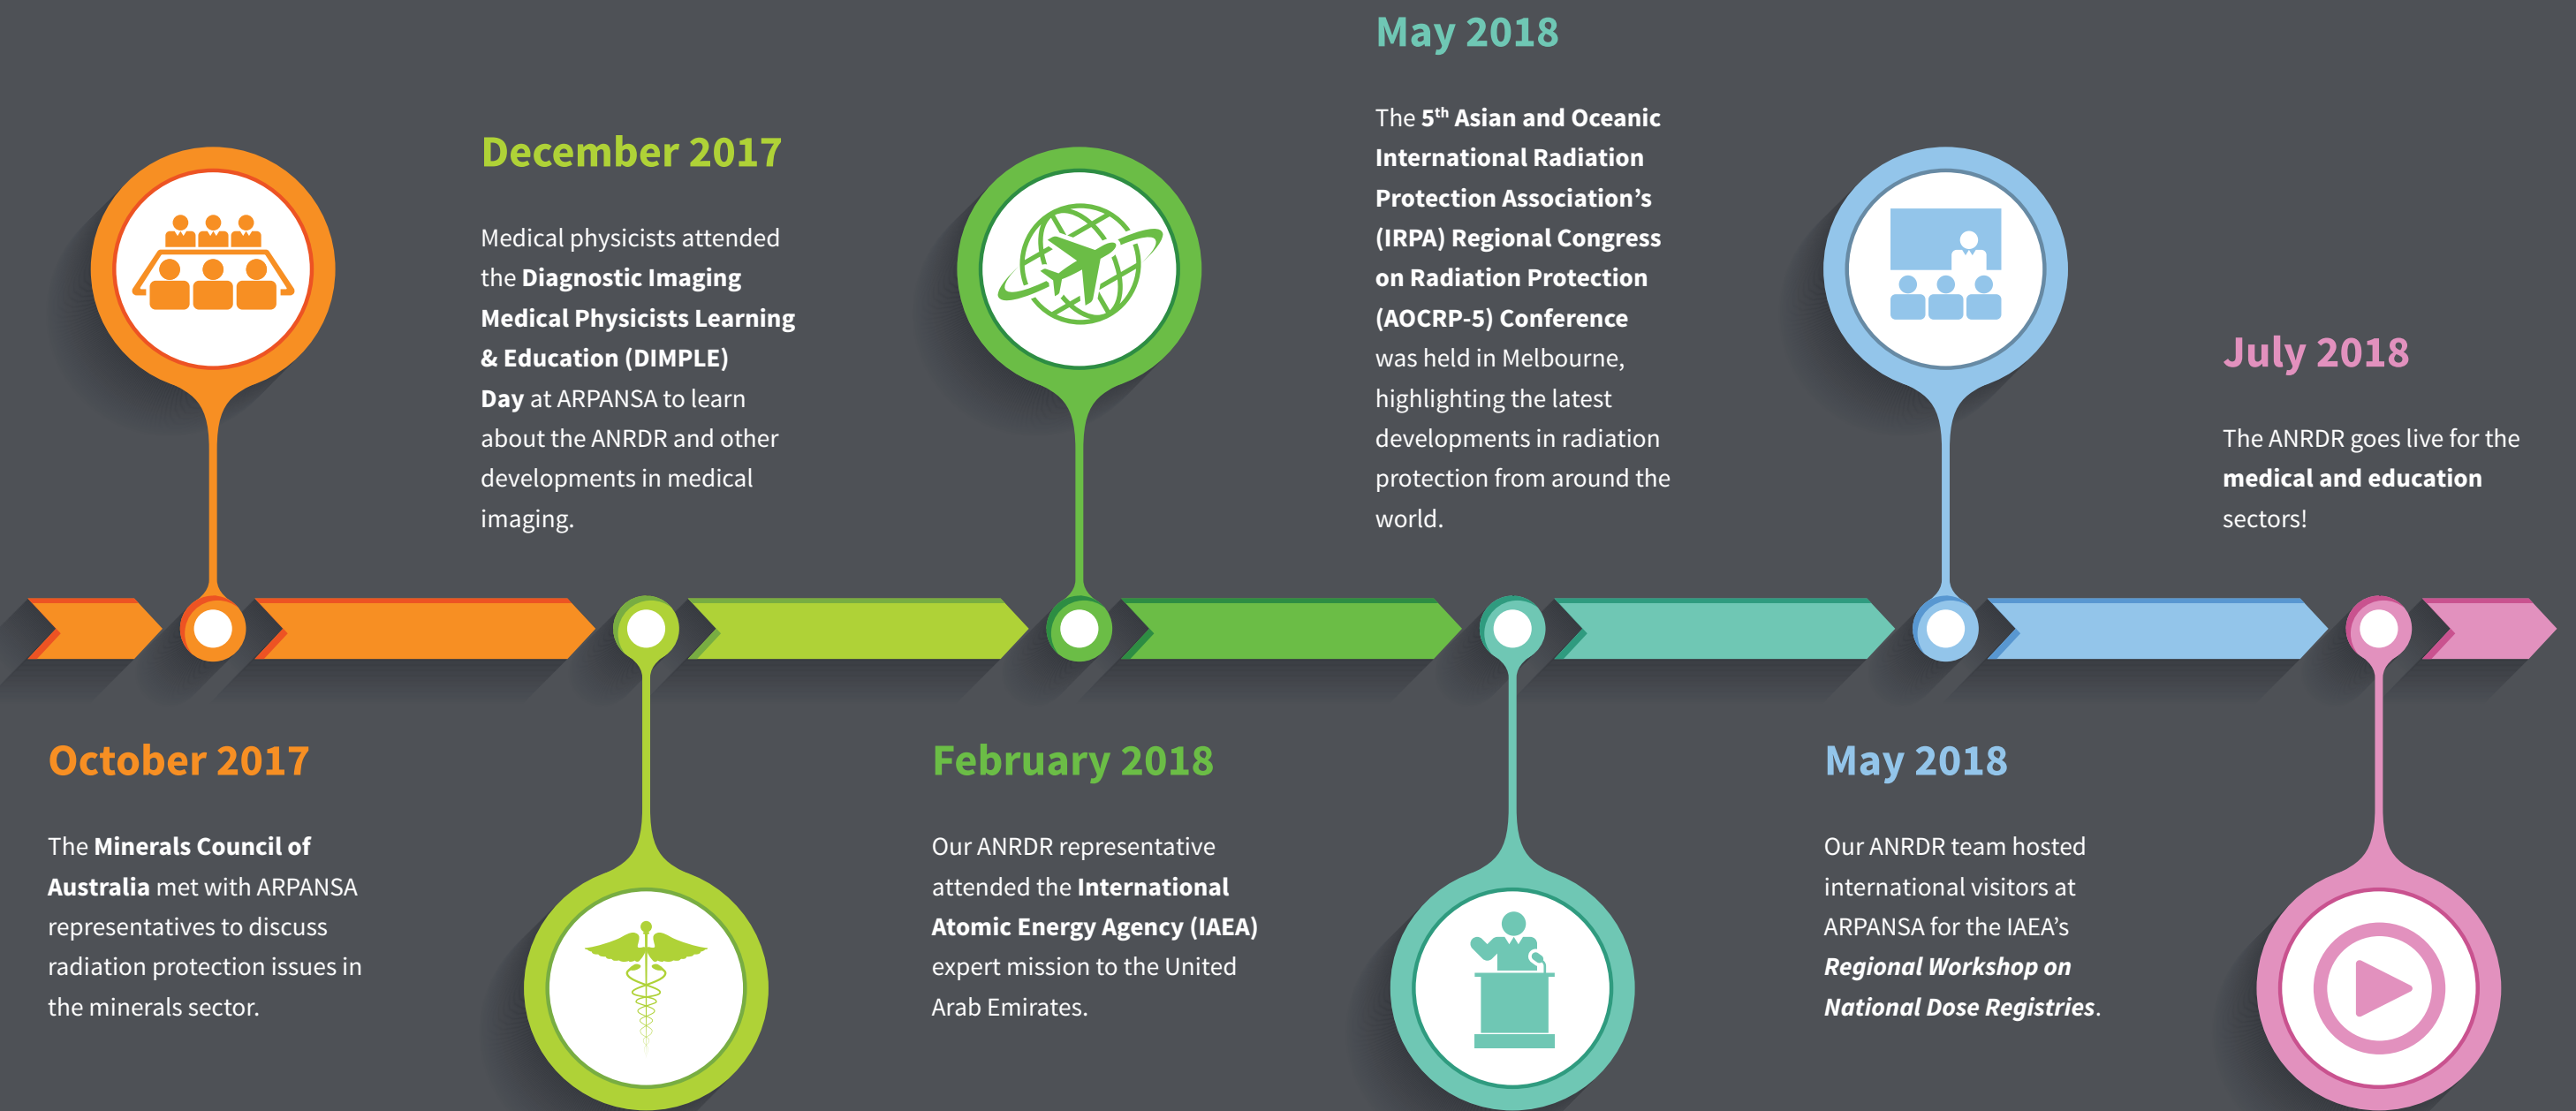 October 2017
The Minerals Council of
Australia met with ARPANSA
representatives to discuss
radiation protection issues in
the minerals sector.
December 2017
Medical physicists attended
the Diagnostic Imaging
Medical Physicists Learning
& Education (DIMPLE)
Day at ARPANSA to learn
about the ANRDR and other
developments in medical
imaging.
February 2018
Our ANRDR representative
attended the International
Atomic Energy Agency (IAEA)
expert mission to the United
Arab Emirates.
May 2018
The 5th Asian and Oceanic
International Radiation
Protection Association’s
(IRPA) Regional Congress
on Radiation Protection
(AOCRP-5) Conference
was held in Melbourne,
highlighting the latest
developments in radiation
protection from around the
world.
May 2018
Our ANRDR team hosted
international visitors at
ARPANSA for the IAEA’s
Regional Workshop on
National Dose Registries.
July 2018
The ANRDR goes live for the
medical and education
sectors!